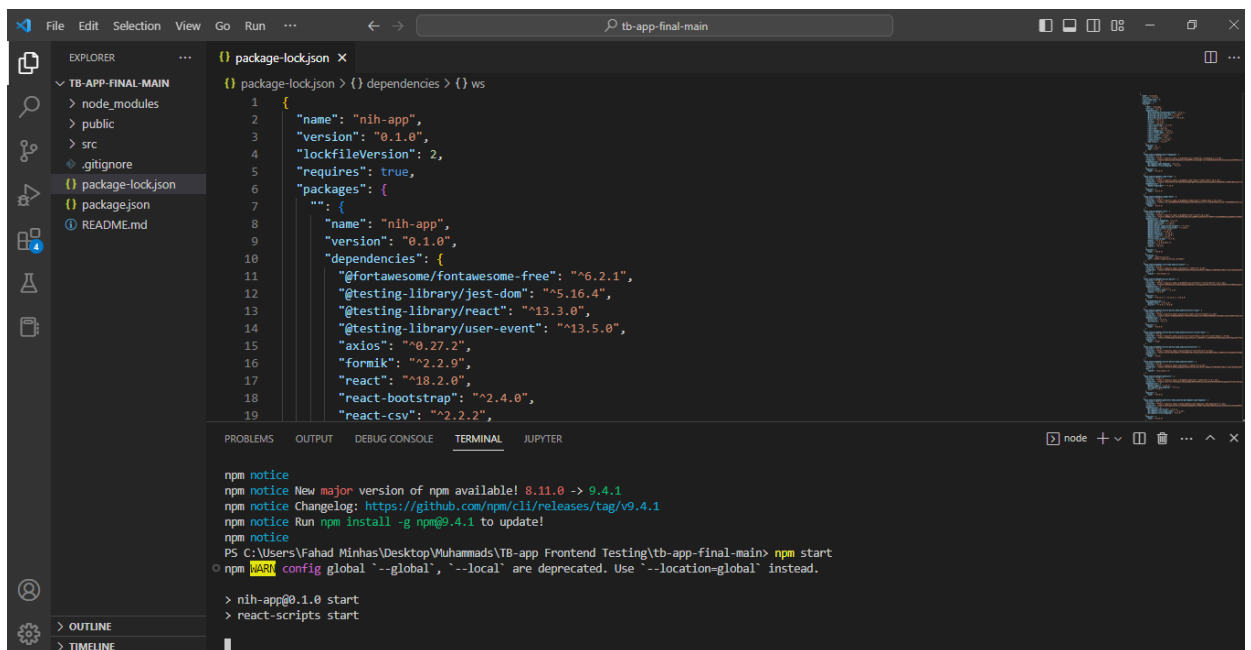 File Edit Selection View Go Run ··· ← → tb-app-final-main
EXPLORER ···
TB-APP-FINAL-MAIN
> node_modules
> public
> src
.gitignore
{} package-lock.json
{} package.json
README.md
4
> OUTLINE
> TIMELINE
{} package-lock.json ×
{} package-lock.json > {} dependencies > {} ws
1 {
2 "name": "nih-app",
3 "version": "0.1.0",
4 "lockfileVersion": 2,
5 "requires": true,
6 "packages": {
7 "": {
8 "name": "nih-app",
9 "version": "0.1.0",
10 "dependencies": {
11 "@fortawesome/fontawesome-free": "^6.2.1",
12 "@testing-library/jest-dom": "^5.16.4",
13 "@testing-library/react": "^13.3.0",
14 "@testing-library/user-event": "^13.5.0",
15 "axios": "^0.27.2",
16 "formik": "^2.2.9",
17 "react": "^18.2.0",
18 "react-bootstrap": "^2.4.0",
19 "react-csv": "^2.2.2",
PROBLEMS OUTPUT DEBUG CONSOLE TERMINAL JUPYTER node
npm notice
npm notice New major version of npm available! 8.11.0 -> 9.4.1
npm notice Changelog: https://github.com/npm/cli/releases/tag/v9.4.1
npm notice Run npm install -g npm@9.4.1 to update!
npm notice
PS C:\Users\Fahad Minhas\Desktop\Muhammads\TB-app Frontend Testing\tb-app-final-main> npm start
npm WARN config global `--global`, `--local` are deprecated. Use `--location=global` instead.
> nih-app@0.1.0 start
> react-scripts start